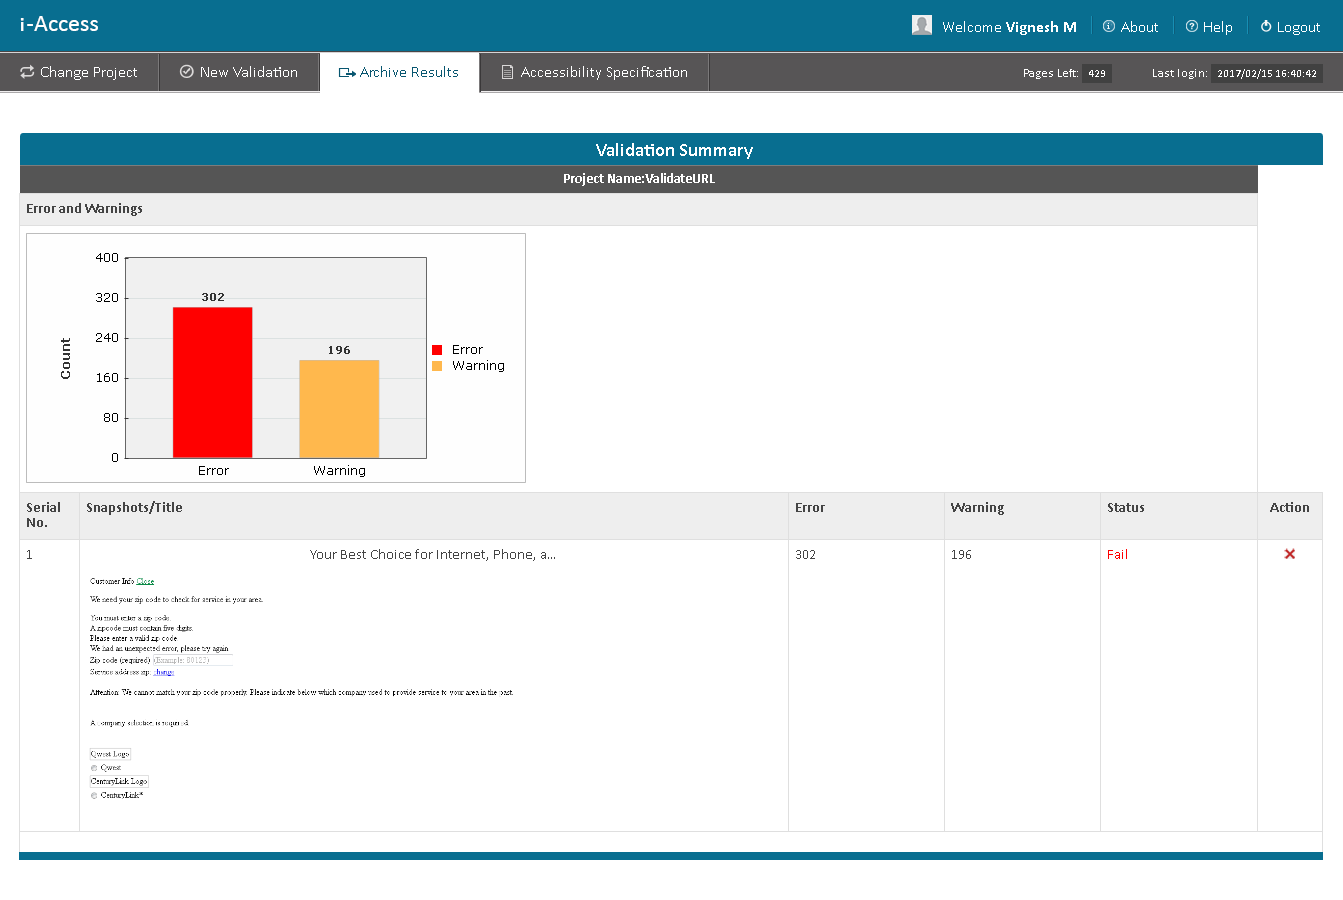 i-Access
Welcome Vignesh M
About
Help
Logout
Change Project
New Validation
Archive Results
Accessibility Specification
Pages Left: 429
Last login: 2017/02/15 16:40:42
Validation Summary
Project Name:ValidateURL
Error and Warnings
400
320
240
160
80
0
Count
302
196
Error
Warning
Error
Warning
Serial No.
Snapshots/Title
Error
Warning
Status
Action
1
Your Best Choice for Internet, Phone, a...
302
196
Fail
Customer Info Close
We need your zip code to check for service in your area.
You must enter a zip code.
A zipcode must contain five digits.
Please enter a valid zip code
We had an unexpected error, please try again
Zip code (required) (Example: 00123)
Service address zip: change
Attention: We cannot match your zip code properly. Please indicate below which company used to provide service to your area in the past.
A company selection is required.
Qwest Logo
Qwest
CenturyLink Logo
CenturyLink*